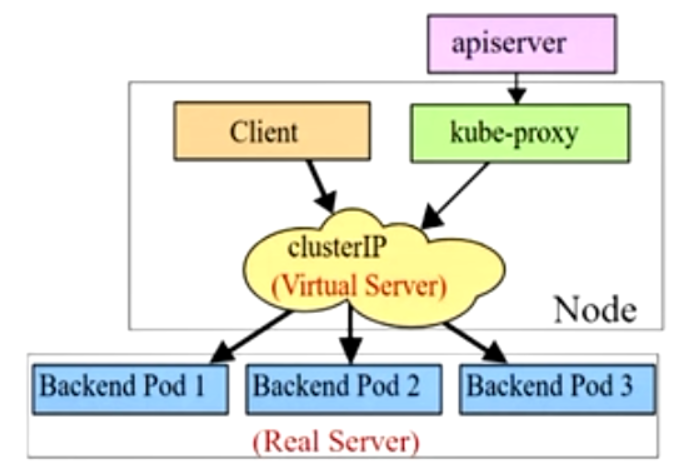 apiserver
Client
kube-proxy
clusterIP
(Virtual Server)
Node
Backend Pod 1
Backend Pod 2
Backend Pod 3
(Real Server)